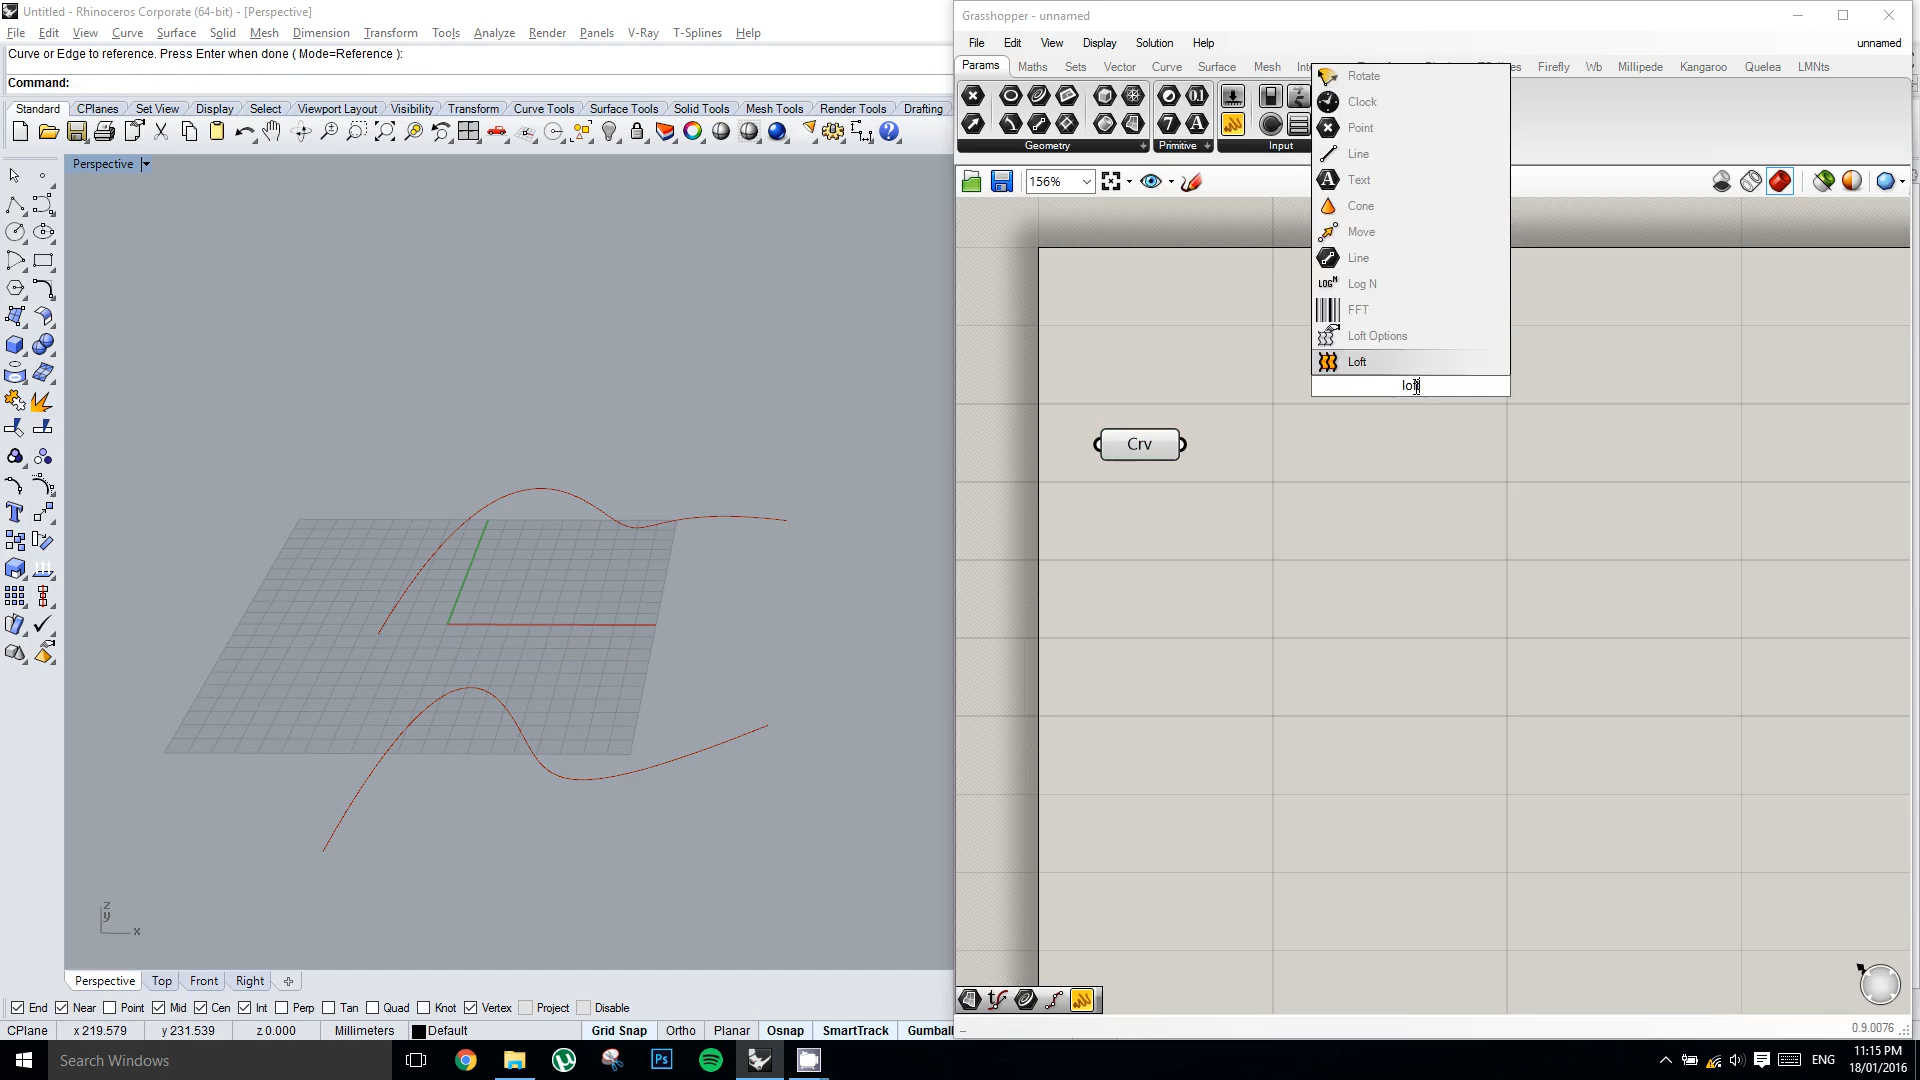 Untitled - Rhinoceros Corporate (64-bit) - [Perspective]
File Edit View Curve Surface Solid Mesh Dimension Transform Tools Analyze Render Panels V-Ray T-Splines Help
Curve or Edge to reference. Press Enter when done ( Mode=Reference ):
Command:
Standard CPlanes Set View Display Select Viewport Layout Visibility Transform Curve Tools Surface Tools Solid Tools Mesh Tools Render Tools Drafting
Perspective
z
y
x
Perspective Top Front Right
End Near Point Mid Cen Int Perp Tan Quad Knot Vertex Project Disable
CPlane x 219.579 y 231.539 z 0.000 Millimeters Default Grid Snap Ortho Planar Osnap SmartTrack Gumball
Grasshopper - unnamed
File Edit View Display Solution Help unnamed
Params Maths Sets Vector Curve Surface Mesh Firefly Wb Millipede Kangaroo Quelea LMNts
Geometry Primitive Input
156%
Rotate
Clock
Point
Line
Text
Cone
Move
Line
LOG N Log N
FFT
Loft Options
Loft
loft
Crv
0.9.0076
Search Windows
Ps
ENG
11:15 PM
18/01/2016